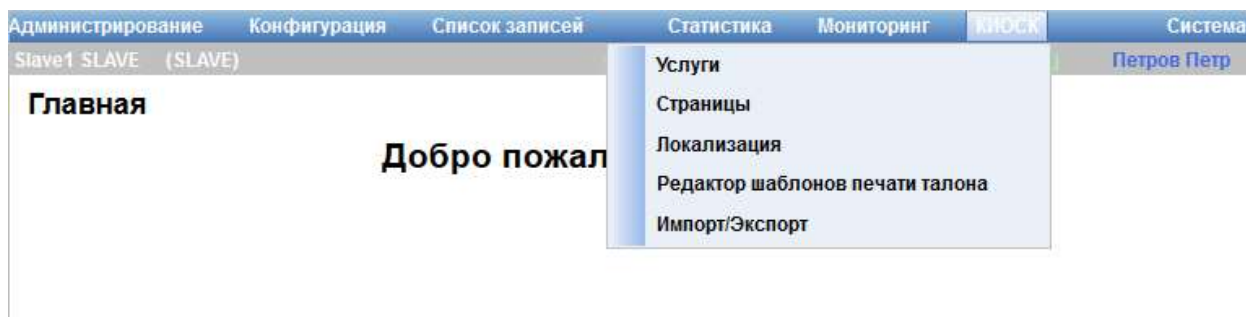 Администрирование Конфигурация Список записей Статистика Мониторинг КИОСК Система
Slave1 SLAVE (SLAVE) Петров Петр
Услуги
Главная
Страницы
Локализация
Добро пожал
Редактор шаблонов печати талона
Импорт/Экспорт